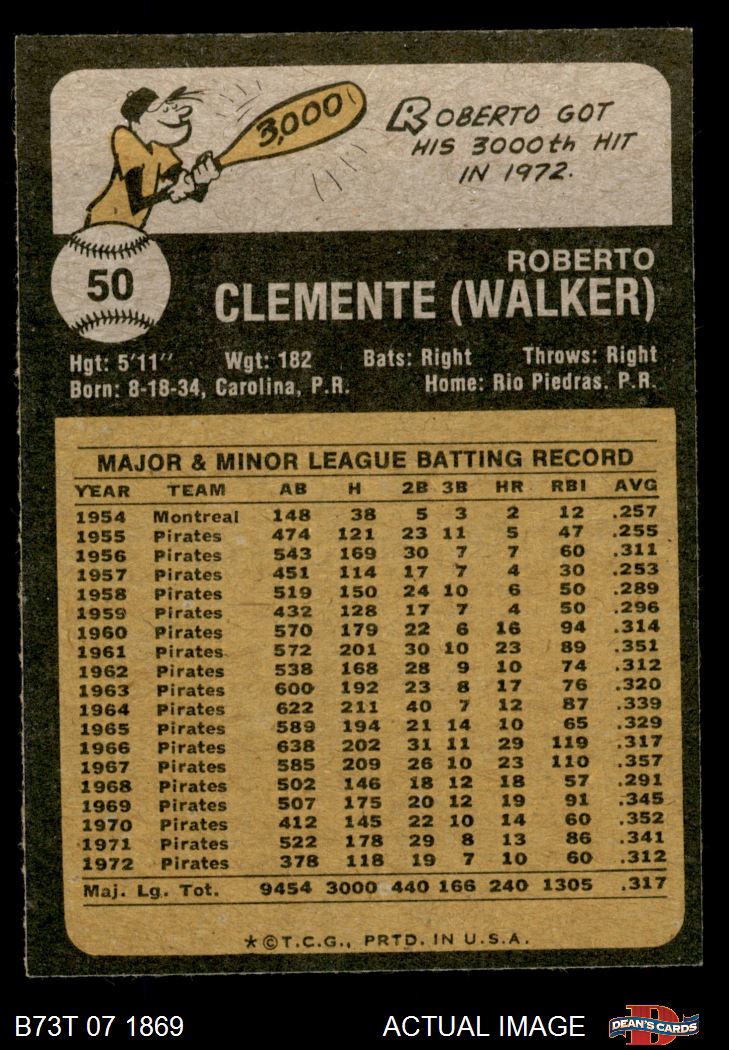 3,000
ROBERTO GOT
HIS 3000th HIT
IN 1972.
50
ROBERTO
CLEMENTE (WALKER)
Hgt: 5'11" Wgt: 182 Bats: Right Throws: Right
Born: 8-18-34, Carolina, P.R. Home: Rio Piedras. P.R.
MAJOR & MINOR LEAGUE BATTING RECORD
YEAR TEAM AB H 2B 3B HR RBI AVG
1954 Montreal 148 38 5 3 2 12 .257
1955 Pirates 474 121 23 11 5 47 .255
1956 Pirates 543 169 30 7 7 60 .311
1957 Pirates 451 114 17 7 4 30 .253
1958 Pirates 519 150 24 10 6 50 .289
1959 Pirates 432 128 17 7 4 50 .296
1960 Pirates 570 179 22 6 16 94 .314
1961 Pirates 572 201 30 10 23 89 .351
1962 Pirates 538 168 28 9 10 74 .312
1963 Pirates 600 192 23 8 17 76 .320
1964 Pirates 622 211 40 7 12 87 .339
1965 Pirates 589 194 21 14 10 65 .329
1966 Pirates 638 202 31 11 29 119 .317
1967 Pirates 585 209 26 10 23 110 .357
1968 Pirates 502 146 18 12 18 57 .291
1969 Pirates 507 175 20 12 19 91 .345
1970 Pirates 412 145 22 10 14 60 .352
1971 Pirates 522 178 29 8 13 86 .341
1972 Pirates 378 118 19 7 10 60 .312
Maj. Lg. Tot. 9454 3000 440 166 240 1305 .317
*©T.C.G., PRTD. IN U.S.A.
B73T 07 1869 ACTUAL IMAGE DEAN'S CARDS